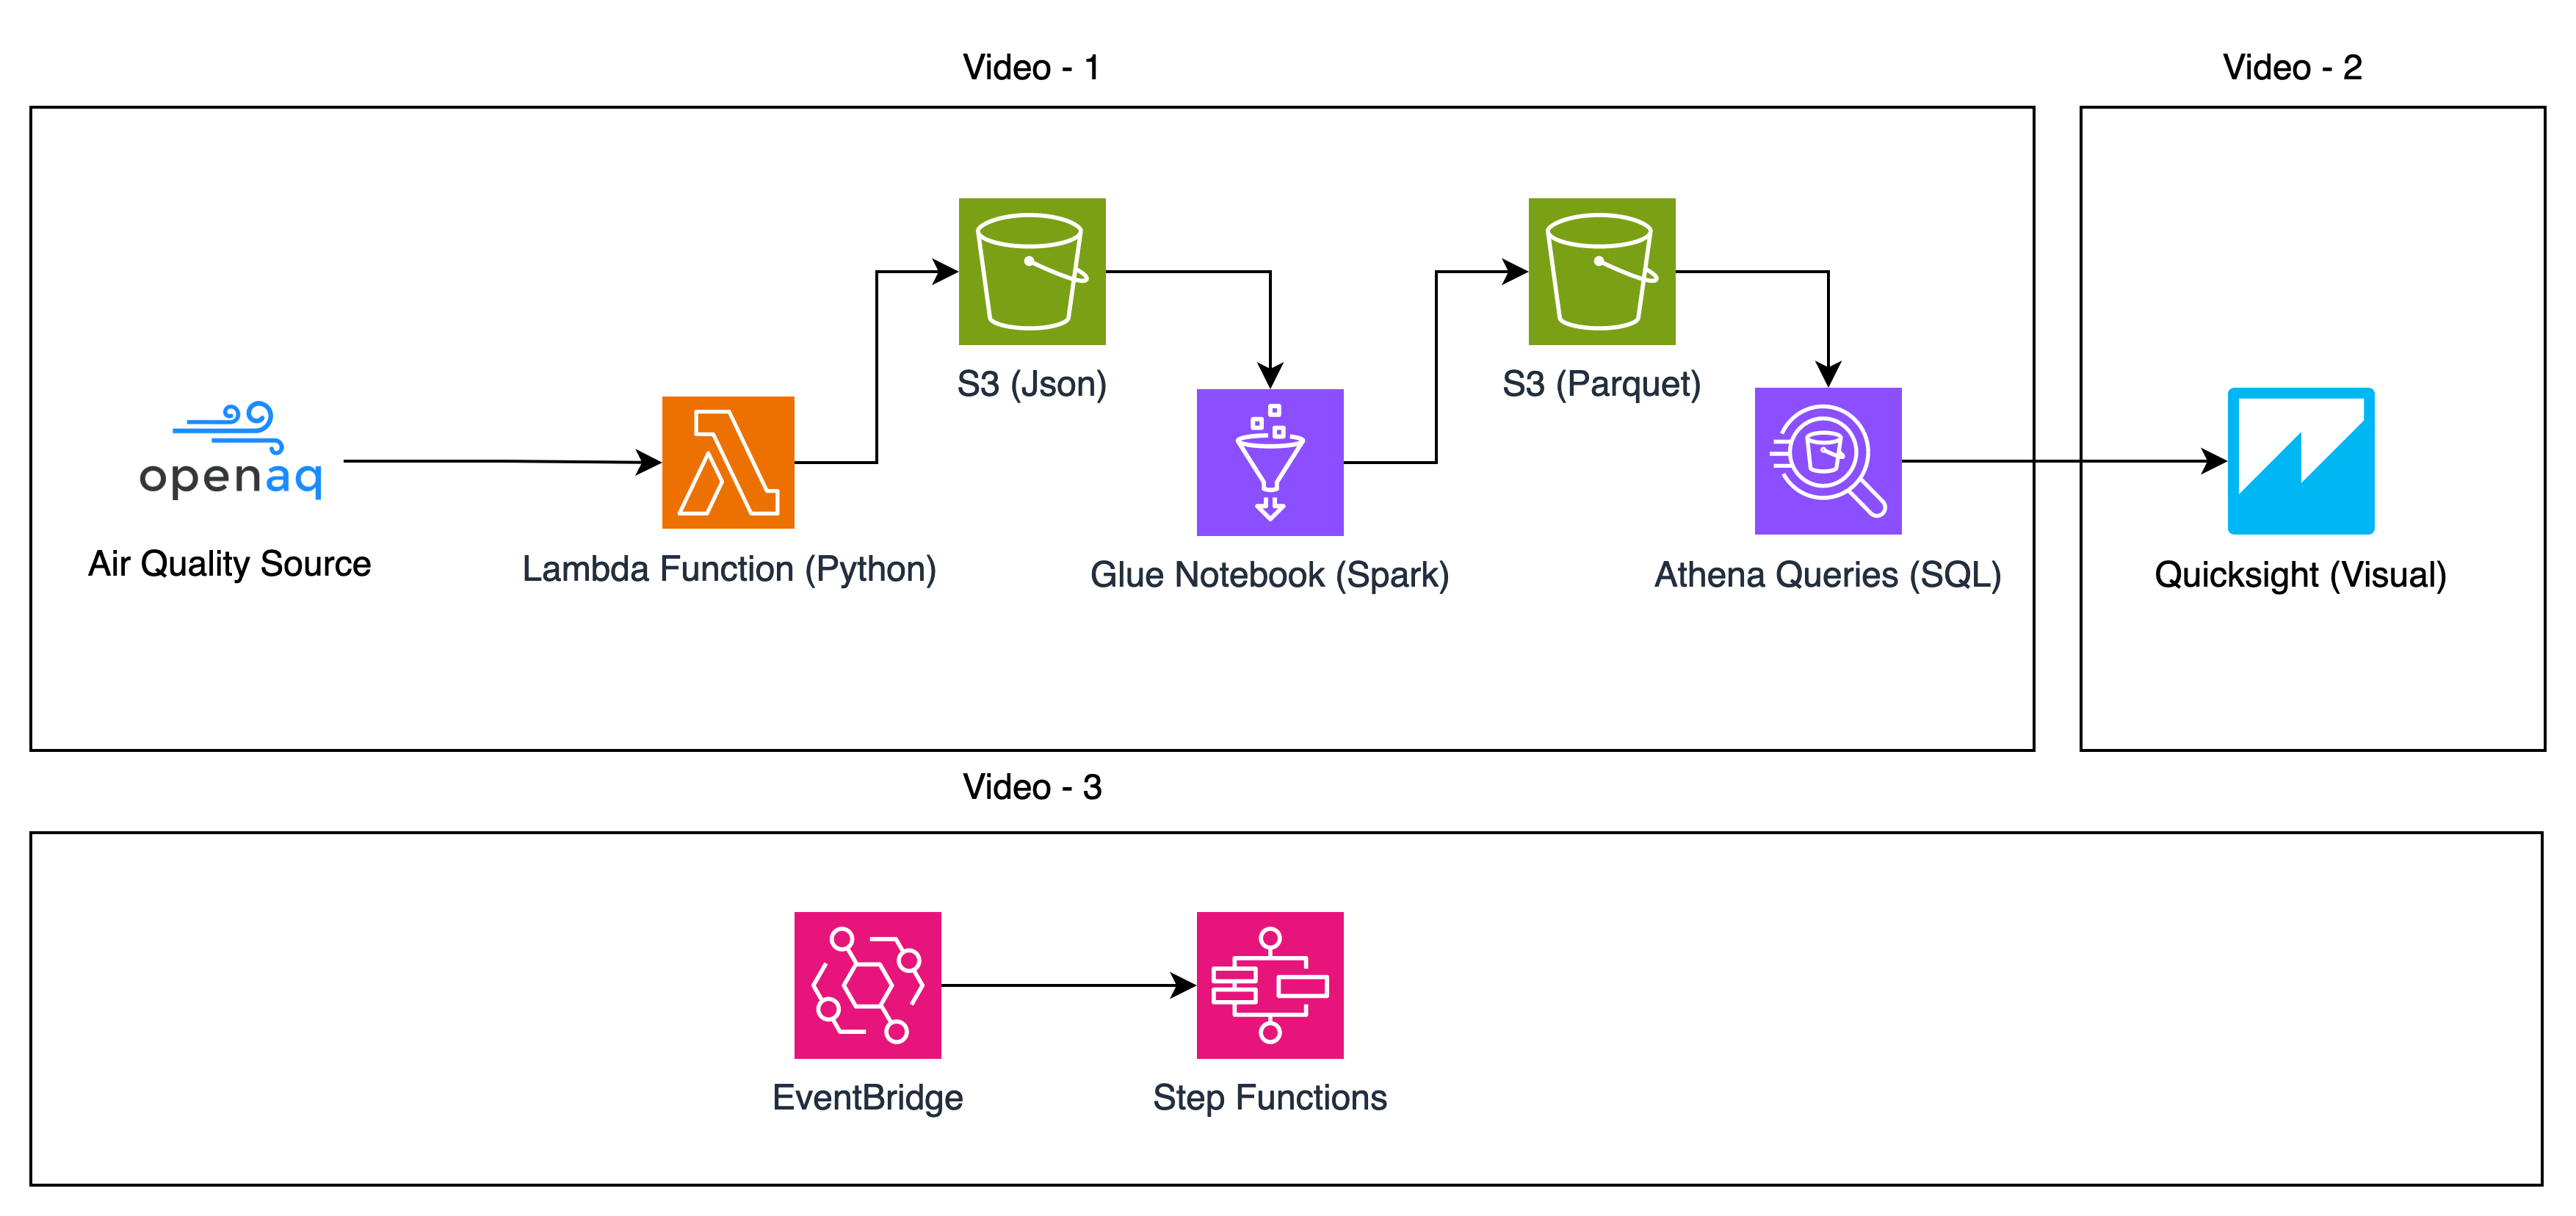 Video - 1
Video - 2
S3 (Json)
S3 (Parquet)
openaq
Air Quality Source
Lambda Function (Python)
Glue Notebook (Spark)
Athena Queries (SQL)
Quicksight (Visual)
Video - 3
EventBridge
Step Functions